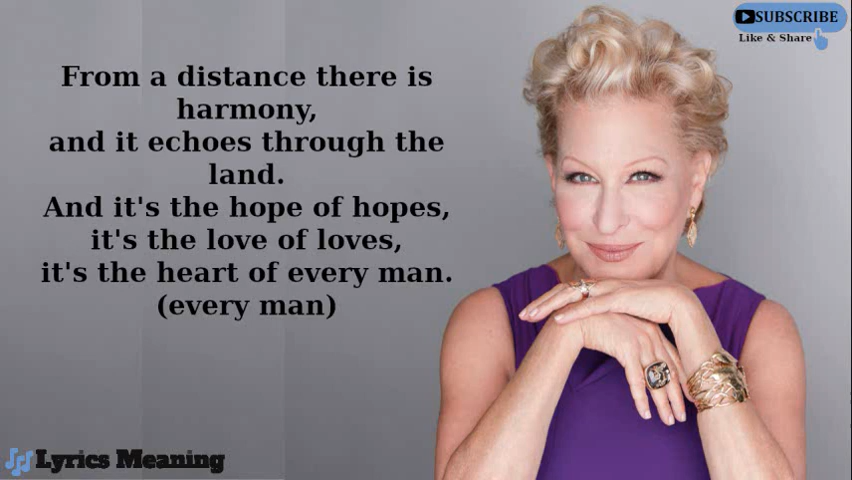 SUBSCRIBE
Like & Share
From a distance there is
harmony,
and it echoes through the
land.
And it's the hope of hopes,
it's the love of loves,
it's the heart of every man.
(every man)
Lyrics Meaning